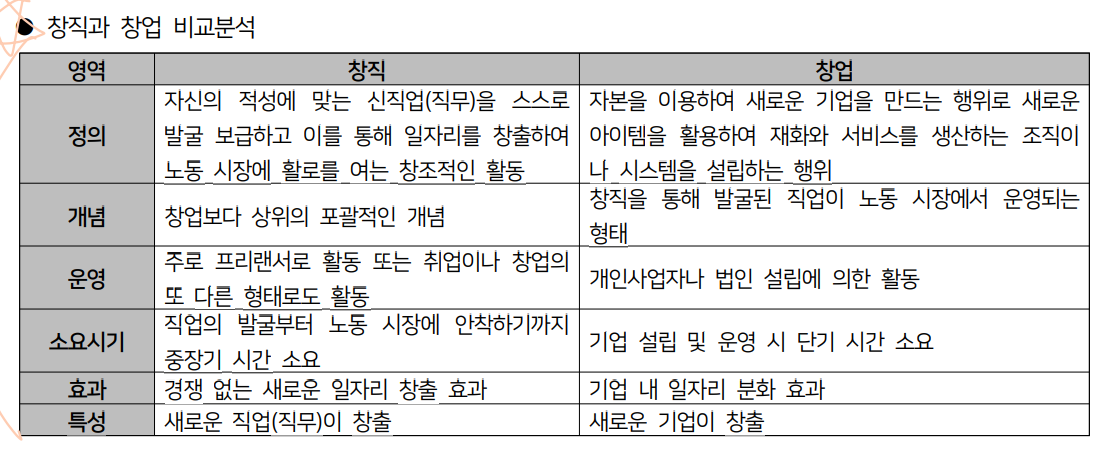 ● 창직과 창업 비교분석
영역 창직 창업
정의
자신의 적성에 맞는 신직업(직무)을 스스로
발굴 보급하고 이를 통해 일자리를 창출하여
노동 시장에 활로를 여는 창조적인 활동
자본을 이용하여 새로운 기업을 만드는 행위로 새로운
아이템을 활용하여 재화와 서비스를 생산하는 조직이
나 시스템을 설립하는 행위
개념
창업보다 상위의 포괄적인 개념
창직을 통해 발굴된 직업이 노동 시장에서 운영되는
형태
운영
주로 프리랜서로 활동 또는 취업이나 창업의
또 다른 형태로도 활동
개인사업자나 법인 설립에 의한 활동
소요시기
직업의 발굴부터 노동 시장에 안착하기까지
중장기 시간 소요
기업 설립 및 운영 시 단기 시간 소요
효과
경쟁 없는 새로운 일자리 창출 효과
기업 내 일자리 분화 효과
특성
새로운 직업(직무)이 창출
새로운 기업이 창출